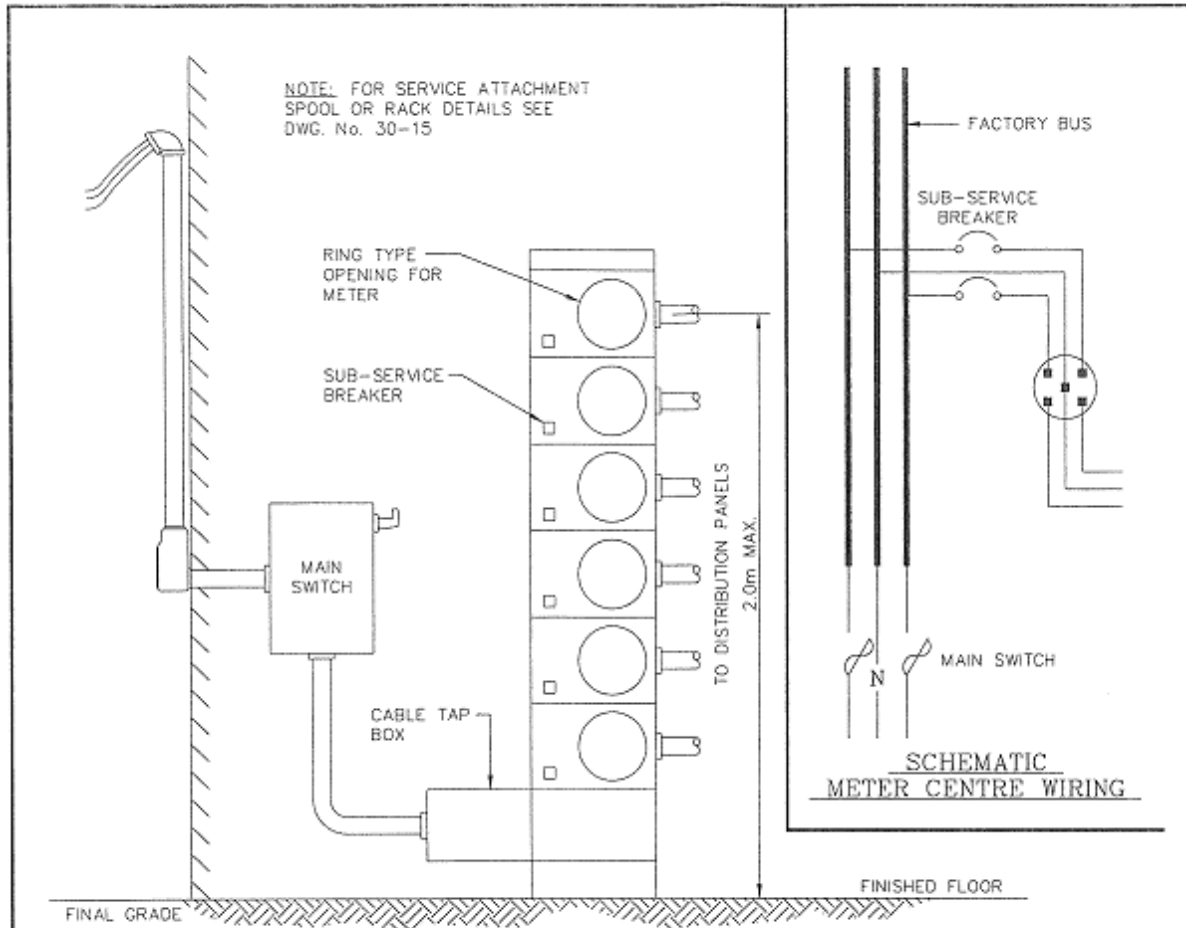 NOTE: FOR SERVICE ATTACHMENT
SPOOL OR RACK DETAILS SEE
DWG. No. 30-15
RING TYPE
OPENING FOR
METER
SUB-SERVICE
BREAKER
MAIN
SWITCH
CABLE TAP
BOX
TO DISTRIBUTION PANELS
2.0m MAX.
FINAL GRADE
FINISHED FLOOR
FACTORY BUS
SUB-SERVICE
BREAKER
MAIN SWITCH
N
SCHEMATIC
METER CENTRE WIRING